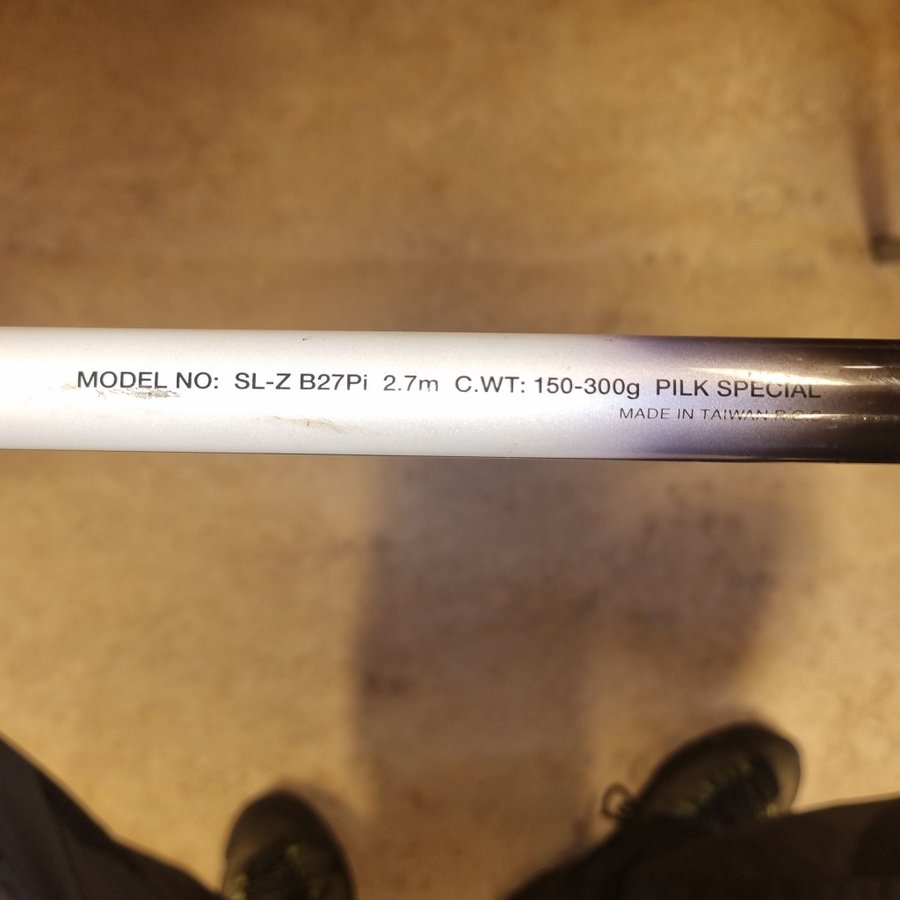 MODEL NO: SL-Z B27Pi 2.7m C.WT: 150-300g PILK SPECIAL
MADE IN TAIWAN R.O.C